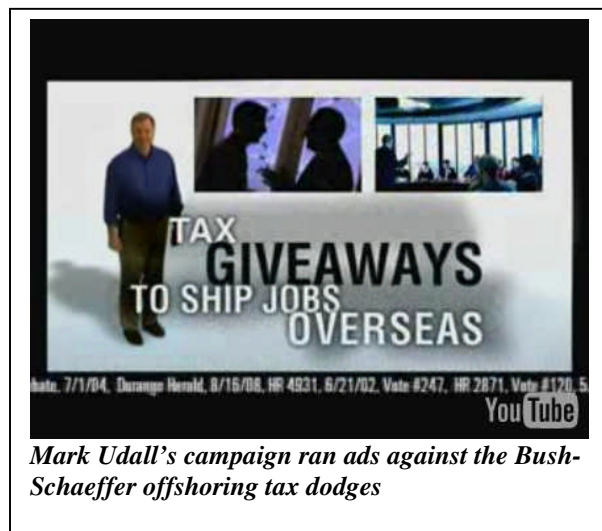 TAX
GIVEAWAYS
TO SHIP JOBS
OVERSEAS
bate, 7/1/04, Durango Herald, 8/16/08, HR 4931, 6/21/02, Vote #247, HR 2871, Vote #120, 5
YouTube
Mark Udall’s campaign ran ads against the Bush-
Schaeffer offshoring tax dodges